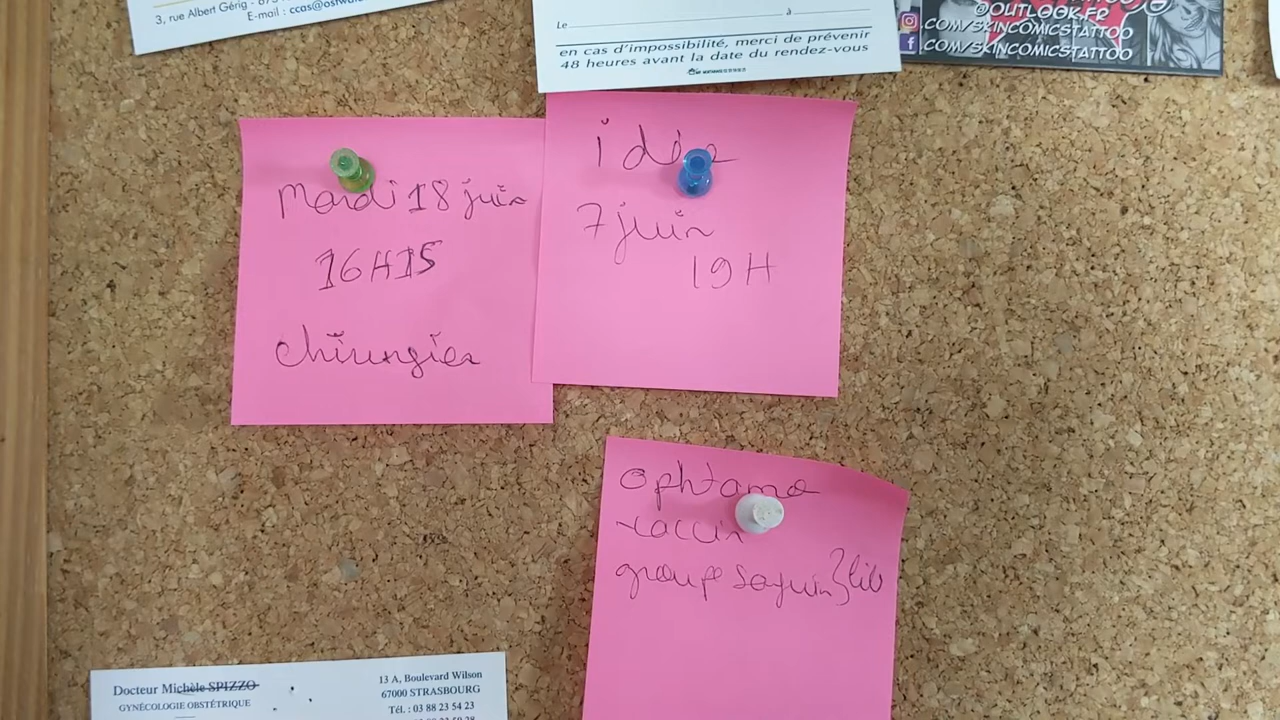 3, rue Albert Gérig - 
E-mail : ccas@ostwal
Le à
en cas d'impossibilité, merci de prévenir
48 heures avant la date du rendez-vous
@OUTLOOK.FR
.COM/SKINCOMICSTATTOO
.COM/SKINCOMICSTATTOO
Mardi 18 juin
16H15
chirurgien
7 juin
19H
ophtamo
vaccin
groupe sanguin
Docteur Michèle SPIZZO
GYNÉCOLOGIE OBSTÉTRIQUE
13 A, Boulevard Wilson
67000 STRASBOURG
Tél. : 03 88 23 54 23